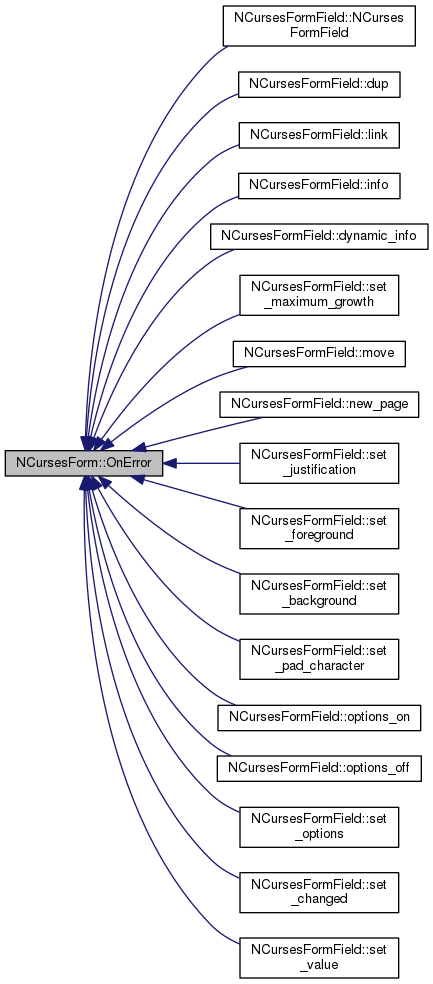 NCursesFormField::NCurses
FormField
NCursesFormField::dup
NCursesFormField::link
NCursesFormField::info
NCursesFormField::dynamic_info
NCursesFormField::set
_maximum_growth
NCursesFormField::move
NCursesFormField::new_page
NCursesForm::OnError
NCursesFormField::set
_justification
NCursesFormField::set
_foreground
NCursesFormField::set
_background
NCursesFormField::set
_pad_character
NCursesFormField::options_on
NCursesFormField::options_off
NCursesFormField::set
_options
NCursesFormField::set
_changed
NCursesFormField::set
_value